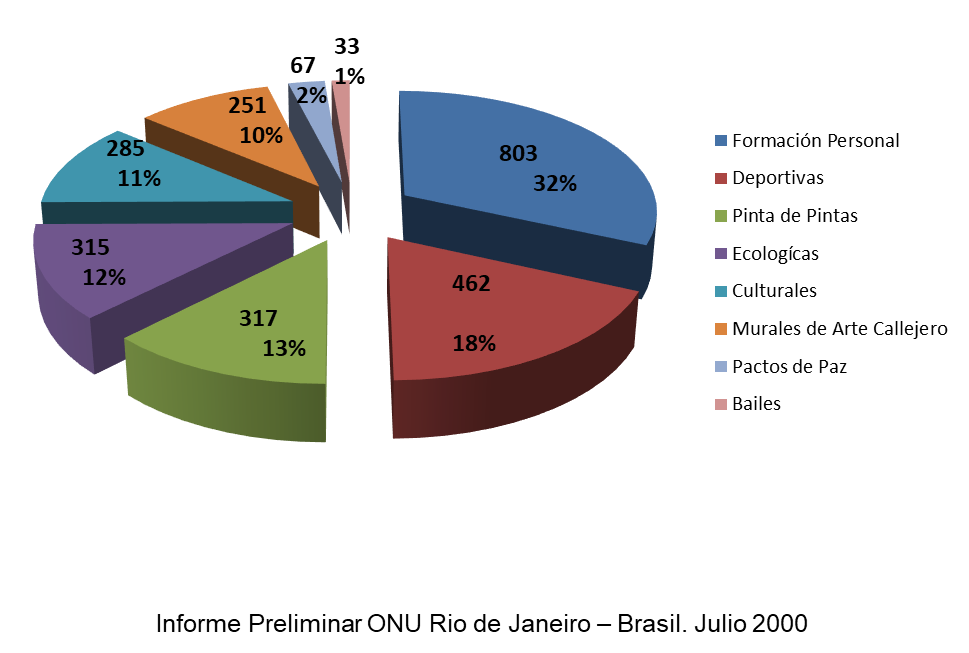 33
1%
67
2%
251
10%
285
11%
315
12%
317
13%
462
18%
803
32%
Formación Personal
Deportivas
Pinta de Pintas
Ecologícas
Culturales
Murales de Arte Callejero
Pactos de Paz
Bailes
Informe Preliminar ONU Rio de Janeiro – Brasil. Julio 2000